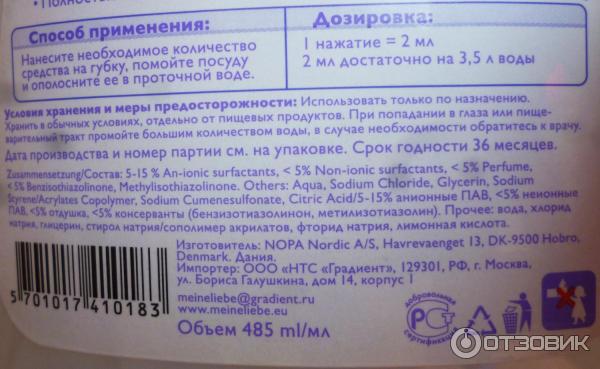 • Полност
Способ применения:
Нанесите необходимое количество
средства на губку, помойте посуду
и ополосните ее в проточной воде.
Дозировка:
1 нажатие = 2 мл
2 мл достаточно на 3,5 л воды
Условия хранения и меры предосторожности: Использовать только по назначению.
Хранить в обычных условиях, отдельно от пищевых продуктов. При попадании в глаза или пище-
варительный тракт промойте большим количеством воды, в случае необходимости обратитесь к врачу.
Дата производства и номер партии см. на упаковке. Срок годности 36 месяцев.
Zusammensetzung/Состав: 5-15 % An-ionic surfactants, < 5% Non-ionic surfactants, < 5% Perfume,
< 5% Benzisothiazolinone, Methylisothiazolinone. Others: Aqua, Sodium Chloride, Glycerin, Sodium
Styrene/Acrylates Copolymer, Sodium Cumenesulfonate, Citric Acid/5-15% анионные ПАВ, <5% неионные
ПАВ, <5% отдушка, <5% консерванты (бензизотиазолинон, метилизотиазолинон). Прочее: вода, хлорид
натрия, глицерин, стирол натрия/сополимер акрилатов, фторид натрия, лимонная кислота.
Изготовитель: NOPA Nordic A/S, Havrevaenget 13, DK-9500 Hobro,
Denmark. Дания.
Импортер: ООО «НТС «Градиент», 129301, РФ, г. Москва,
ул. Бориса Галушкина, дом 14, корпус 1
meineliebe@gradient.ru
www.meineliebe.eu
Объем 485 ml/мл
5 701017 410183
добровольная
РСТ
сертификация
ОТЗОВИК